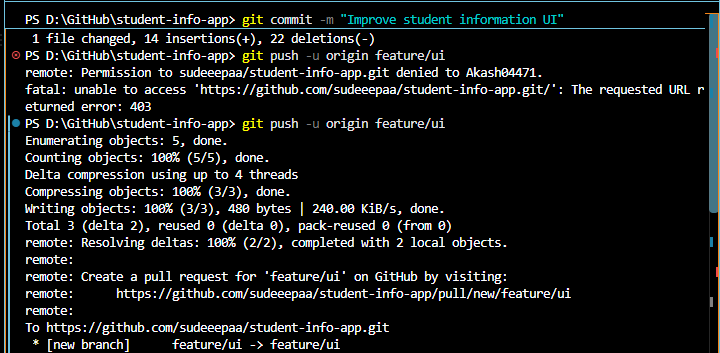 PS D:\GitHub\student-info-app> git commit -m "Improve student information UI"
1 file changed, 14 insertions(+), 22 deletions(-)
PS D:\GitHub\student-info-app> git push -u origin feature/ui
remote: Permission to sudeeepaa/student-info-app.git denied to Akash04471.
fatal: unable to access 'https://github.com/sudeeepaa/student-info-app.git/': The requested URL r
eturned error: 403
PS D:\GitHub\student-info-app> git push -u origin feature/ui
Enumerating objects: 5, done.
Counting objects: 100% (5/5), done.
Delta compression using up to 4 threads
Compressing objects: 100% (3/3), done.
Writing objects: 100% (3/3), 480 bytes | 240.00 KiB/s, done.
Total 3 (delta 2), reused 0 (delta 0), pack-reused 0 (from 0)
remote: Resolving deltas: 100% (2/2), completed with 2 local objects.
remote:
remote: Create a pull request for 'feature/ui' on GitHub by visiting:
remote:      https://github.com/sudeeepaa/student-info-app/pull/new/feature/ui
remote:
To https://github.com/sudeeepaa/student-info-app.git
 * [new branch]      feature/ui -> feature/ui